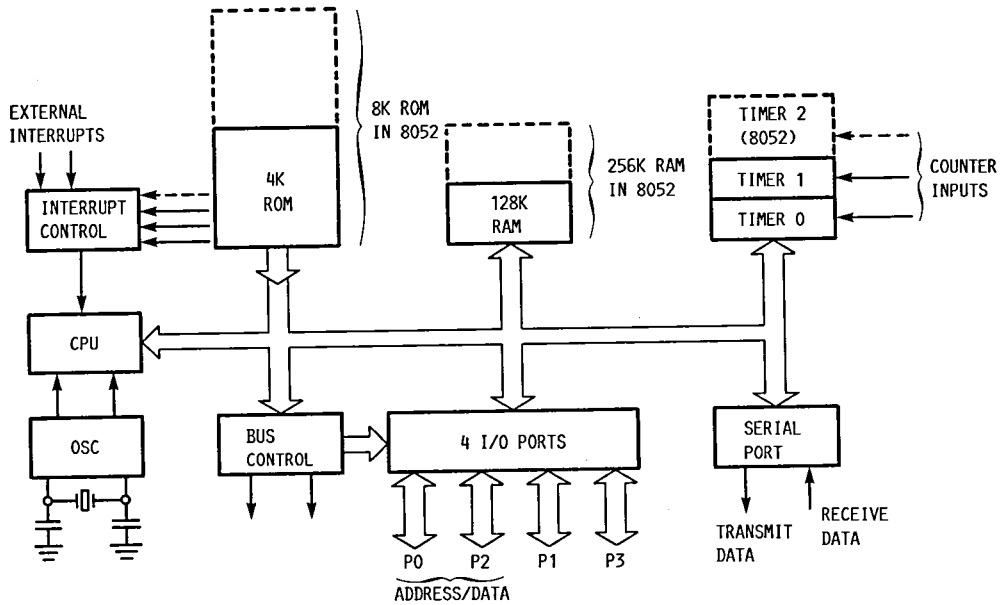 EXTERNAL
INTERRUPTS
INTERRUPT
CONTROL
4K
ROM
8K ROM
IN 8052
128K
RAM
256K RAM
IN 8052
TIMER 2
(8052)
TIMER 1
TIMER 0
COUNTER
INPUTS
CPU
OSC
BUS
CONTROL
4 I/O PORTS
SERIAL
PORT
P0
P2
P1
P3
ADDRESS/DATA
TRANSMIT
DATA
RECEIVE
DATA